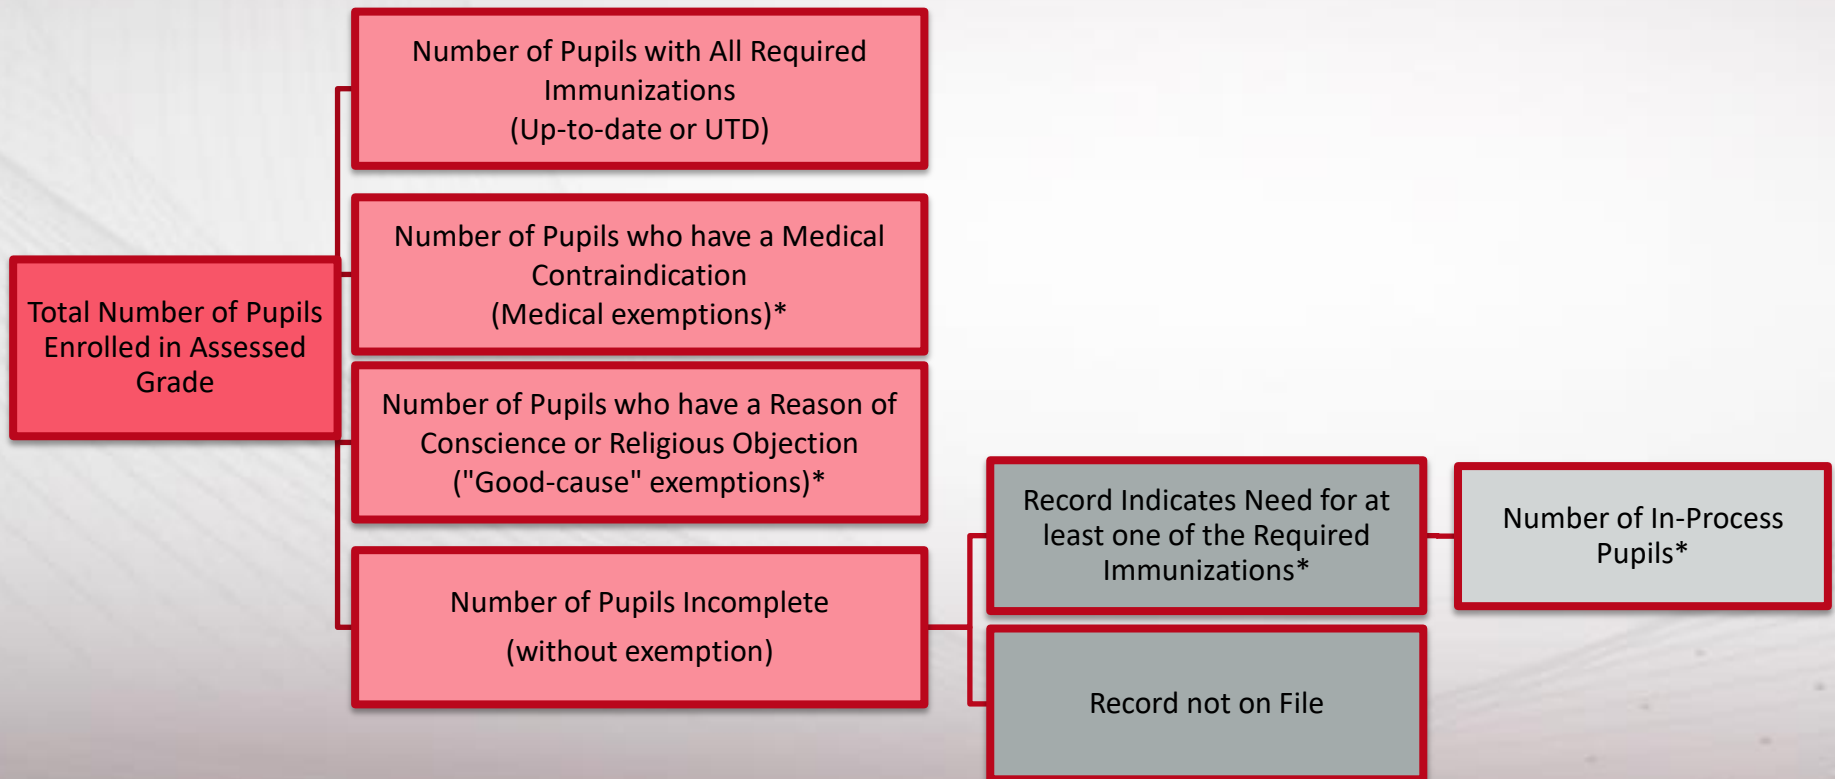 Number of Pupils with All Required
Immunizations
(Up-to-date or UTD)
Number of Pupils who have a Medical
Contraindication
(Medical exemptions)*
Total Number of Pupils
Enrolled in Assessed
Grade
Number of Pupils who have a Reason of
Conscience or Religious Objection
("Good-cause" exemptions)*
Number of Pupils Incomplete
(without exemption)
Record Indicates Need for at
least one of the Required
Immunizations*
Number of In-Process
Pupils*
Record not on File